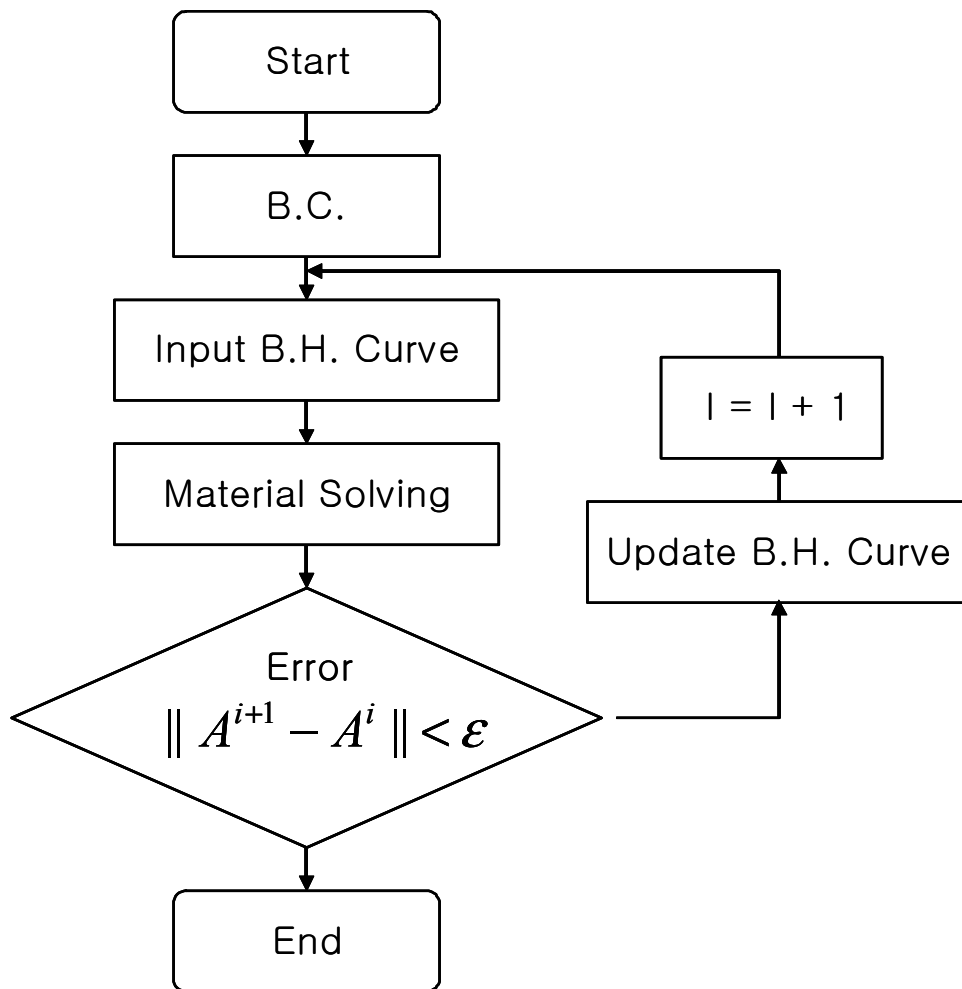 Start
B.C.
Input B.H. Curve
I = I + 1
Material Solving
Update B.H. Curve
Error
|| A^{i+1} − A^i || < ε
End